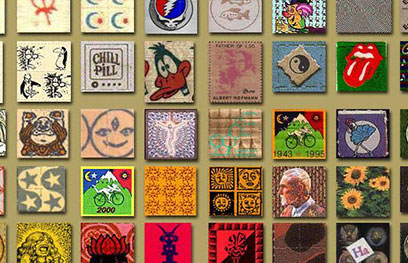 CHILL
PILL
FATHER OF LSD
ALBERT HOFMANN
1943 - 1995
2000
Ha